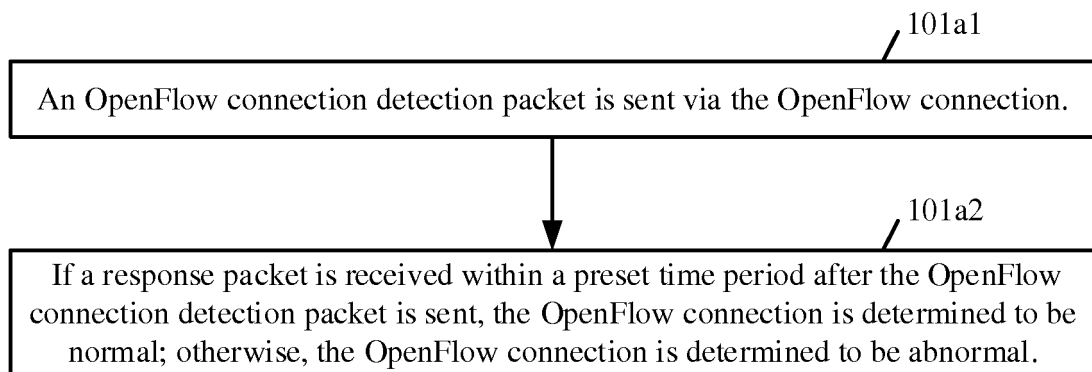 101a1
An OpenFlow connection detection packet is sent via the OpenFlow connection.
101a2
If a response packet is received within a preset time period after the OpenFlow
connection detection packet is sent, the OpenFlow connection is determined to be
normal; otherwise, the OpenFlow connection is determined to be abnormal.